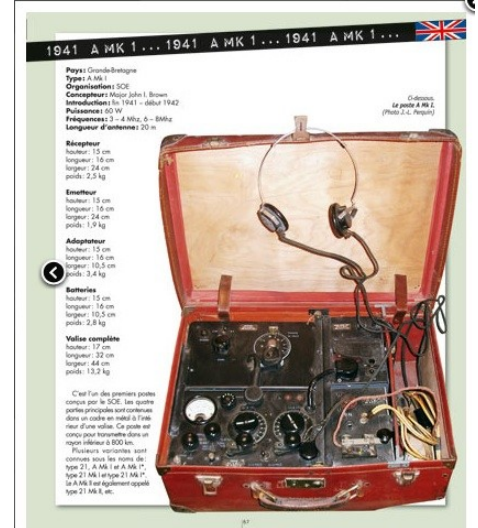 1941 A MK 1 ... 1941 A MK 1 ... 1941 A MK 1 ...
Pays : Grande-Bretagne
Type : A Mk I
Organisation : SOE
Concepteur : Major John I. Brown
Introduction : fin 1941 – début 1942
Puissance : 60 W
Fréquences : 3 – 4 Mhz, 6 – 8Mhz
Longueur d'antenne : 20 m
Récepteur
hauteur : 15 cm
longueur : 16 cm
largeur : 24 cm
poids : 2,5 kg
Emetteur
hauteur : 15 cm
longueur : 16 cm
largeur : 24 cm
poids : 1,9 kg
Adaptateur
hauteur : 15 cm
longueur : 16 cm
largeur : 10,5 cm
poids : 3,4 kg
Batteries
hauteur : 15 cm
longueur : 16 cm
largeur : 10,5 cm
poids : 2,8 kg
Valise complète
hauteur : 17 cm
longueur : 32 cm
largeur : 44 cm
poids : 13,2 kg
C'est l'un des premiers postes
conçus par le SOE. Les quatre
parties principales sont contenues
dans un cadre en métal à l'inté-
rieur d'une valise. Ce poste est
conçu pour transmettre dans un
rayon inférieur à 800 km.
Plusieurs variantes sont
connues sous les noms de :
type 21, A Mk I et A Mk I*,
type 21 Mk I et type 21 Mk I*.
Le A Mk II est également appelé
type 21 Mk II, etc.
Ci-dessous.
Le poste A Mk I.
(Photo J.-L. Perquin)